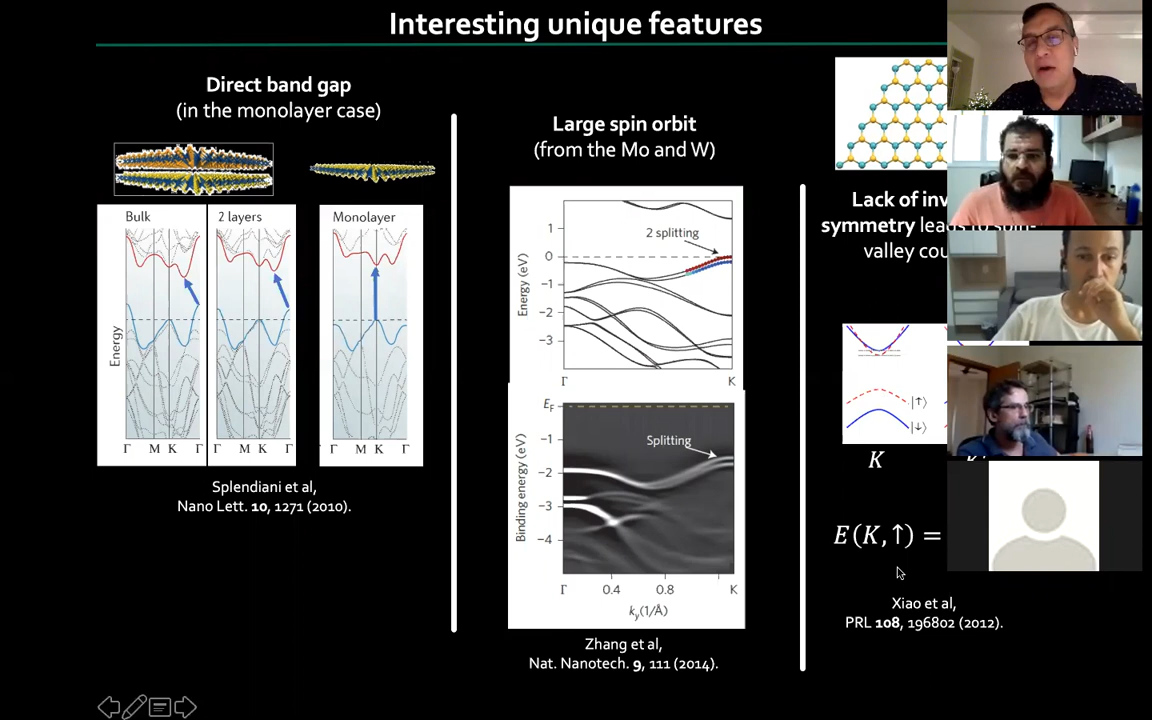 Interesting unique features
Direct band gap
(in the monolayer case)
Bulk
2 layers
Monolayer
Energy
Γ M K Γ
Γ M K Γ
Γ M K Γ
Splendiani et al,
Nano Lett. 10, 1271 (2010).
Large spin orbit
(from the Mo and W)
2 splitting
Energy (eV)
1
0
−1
−2
−3
Γ K
E_F
Splitting
Binding energy (eV)
−1
−2
−3
−4
Γ 0.4 0.8 K
k_y(1/Å)
Zhang et al,
Nat. Nanotech. 9, 111 (2014).
Lack of inv
symmetry leads to spin-
valley cou
|↑⟩
|↓⟩
K
E(K,↑) =
Xiao et al,
PRL 108, 196802 (2012).